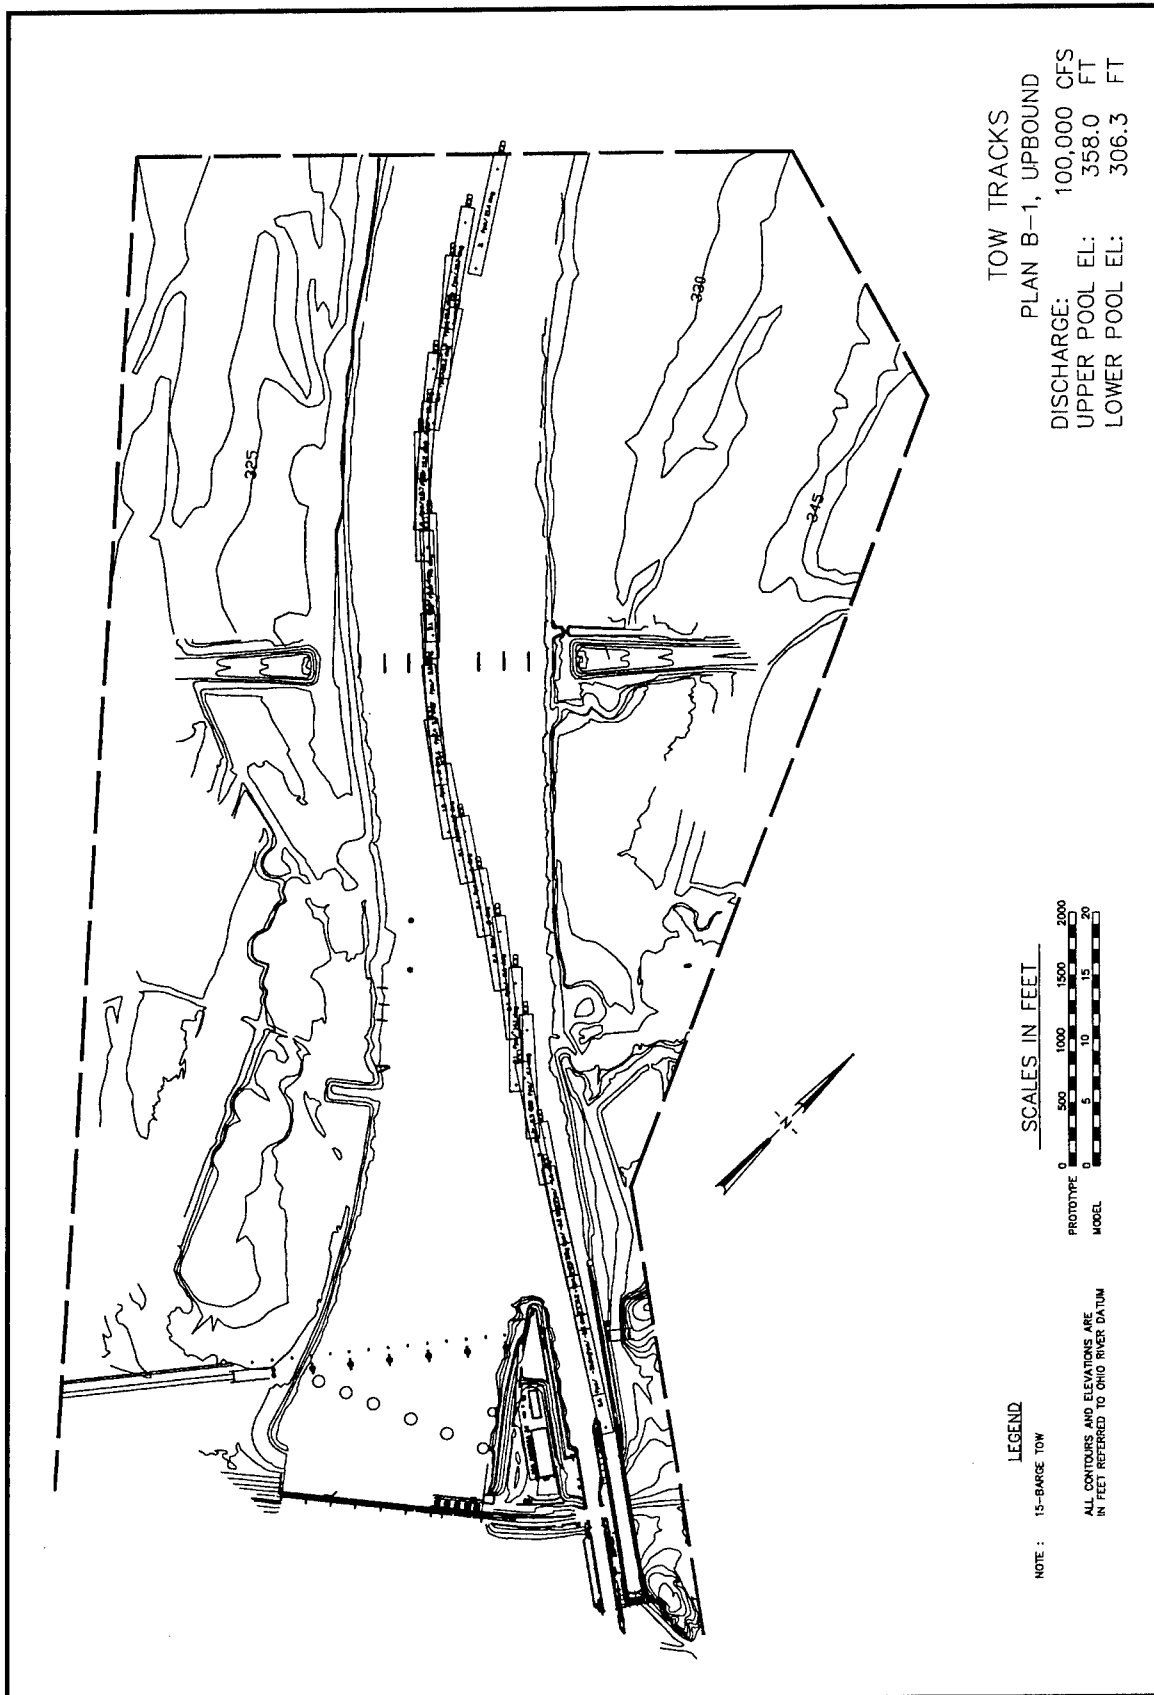 TOW TRACKS
PLAN B-1, UPBOUND
DISCHARGE: 100,000 CFS
UPPER POOL EL: 358.0 FT
LOWER POOL EL: 306.3 FT
325
330
345
N
SCALES IN FEET
PROTOTYPE 0 500 1000 1500 2000
MODEL 0 5 10 15 20
LEGEND
NOTE: 15-BARGE TOW
ALL CONTOURS AND ELEVATIONS ARE
IN FEET REFERRED TO OHIO RIVER DATUM